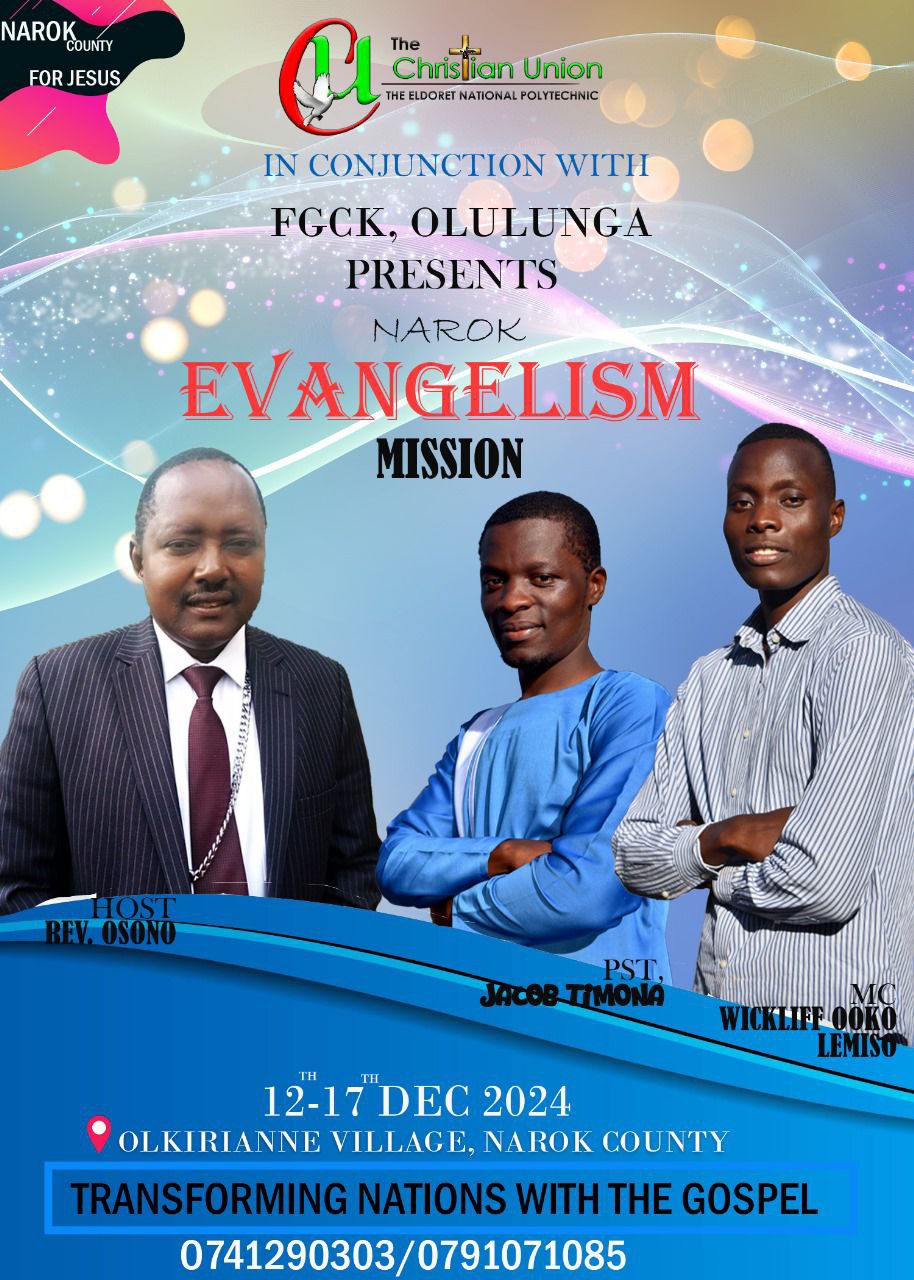 NAROK
COUNTY
FOR JESUS
CU
The
Christian Union
THE ELDORET NATIONAL POLYTECHNIC
IN CONJUNCTION WITH
FGCK, OLULUNGA
PRESENTS
NAROK
EVANGELISM
MISSION
HOST
REV. OSONO
PST,
JACOB TIMONA
MC
WICKLIFF OOKO
LEMISO
12TH-17TH DEC 2024
OLKIRIANNE VILLAGE, NAROK COUNTY
TRANSFORMING NATIONS WITH THE GOSPEL
0741290303/0791071085